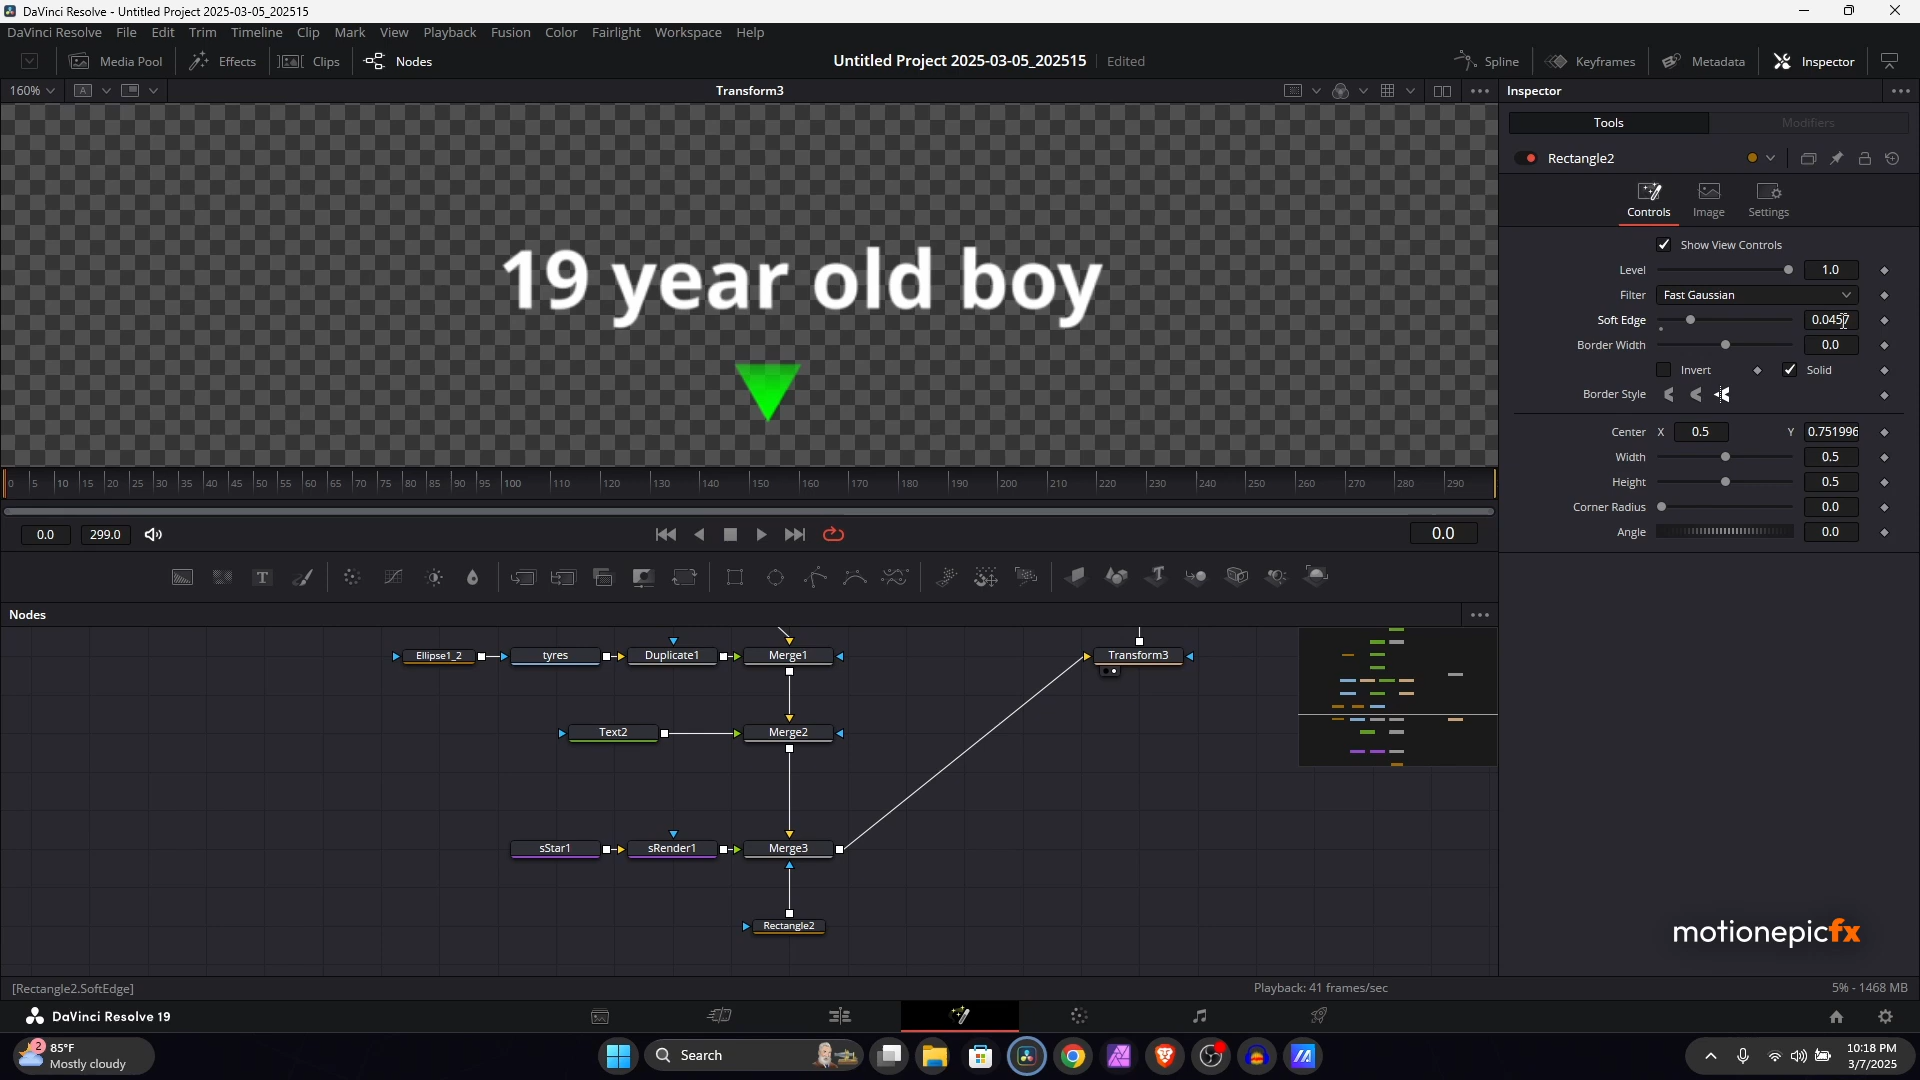 DaVinci Resolve - Untitled Project 2025-03-05_202515
DaVinci Resolve File Edit Trim Timeline Clip Mark View Playback Fusion Color Fairlight Workspace Help
Media Pool Effects Clips Nodes Untitled Project 2025-03-05_202515 Edited Spline Keyframes Metadata Inspector
160% A Transform3 Inspector
Tools Modifiers
Rectangle2
Controls Image Settings
Show View Controls
Level 1.0
Filter Fast Gaussian
Soft Edge 0.0457
Border Width 0.0
Invert Solid
Border Style
Center X 0.5 Y 0.751996
Width 0.5
Height 0.5
Corner Radius 0.0
Angle 0.0
19 year old boy
0 5 10 15 20 25 30 35 40 45 50 55 60 65 70 75 80 85 90 95 100 110 120 130 140 150 160 170 180 190 200 210 220 230 240 250 260 270 280 290
0.0 299.0 0.0
T T
Nodes
Ellipse1_2 tyres Duplicate1 Merge1 Transform3
Text2 Merge2
sStar1 sRender1 Merge3
Rectangle2
motionepicfx
[Rectangle2.SoftEdge] Playback: 41 frames/sec 5% - 1468 MB
DaVinci Resolve 19
2 85°F
Mostly cloudy
Search
10:18 PM
3/7/2025